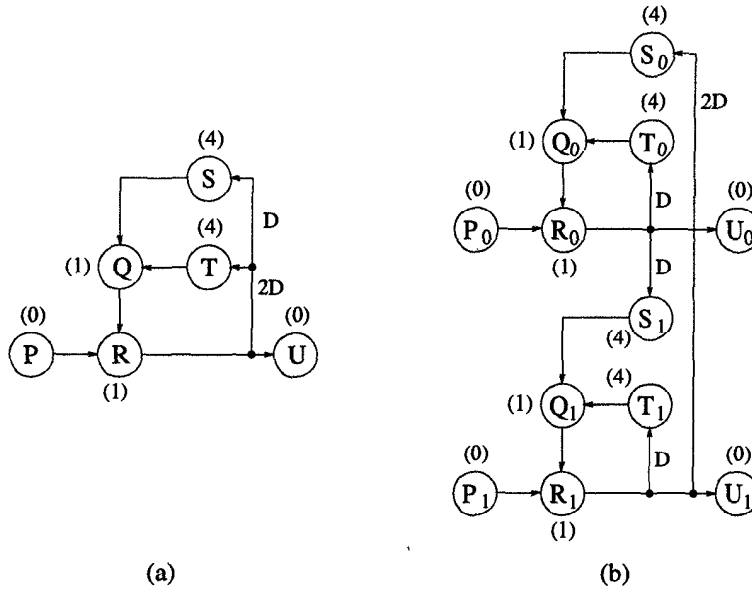 (4)
S
D
(4)
(1) Q T
2D
(0) (0)
P R U
(1)
(a)
(4)
S0
2D
(4)
(1) Q0 T0
(0) D (0)
P0 R0 U0
(1) D
S1
(4)
(4)
(1) Q1 T1
(0) D (0)
P1 R1 U1
(1)
(b)